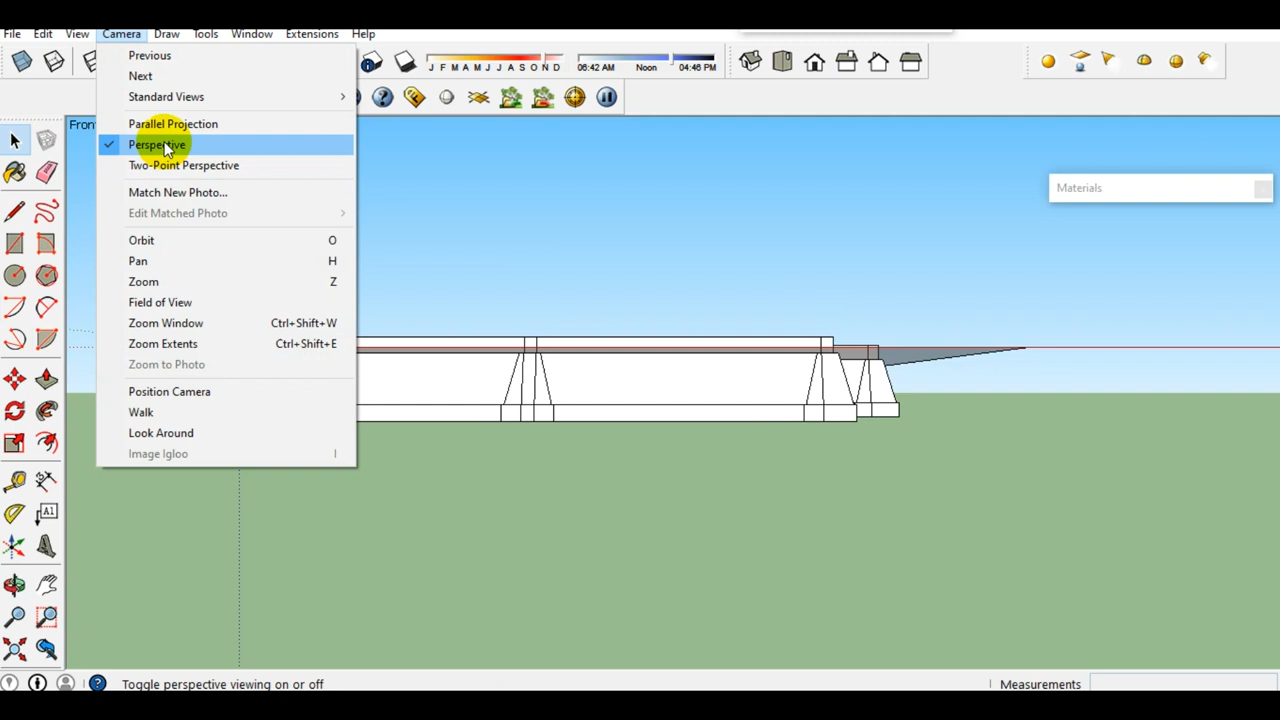 File Edit View Camera Draw Tools Window Extensions Help
J F M A M J J A S O N D
06:42 AM Noon 04:46 PM
Previous
Next
Standard Views
Parallel Projection
Perspective
Two-Point Perspective
Match New Photo...
Edit Matched Photo
Orbit O
Pan H
Zoom Z
Field of View
Zoom Window Ctrl+Shift+W
Zoom Extents Ctrl+Shift+E
Zoom to Photo
Position Camera
Walk
Look Around
Image Igloo I
Front
Materials
A1
Toggle perspective viewing on or off
Measurements